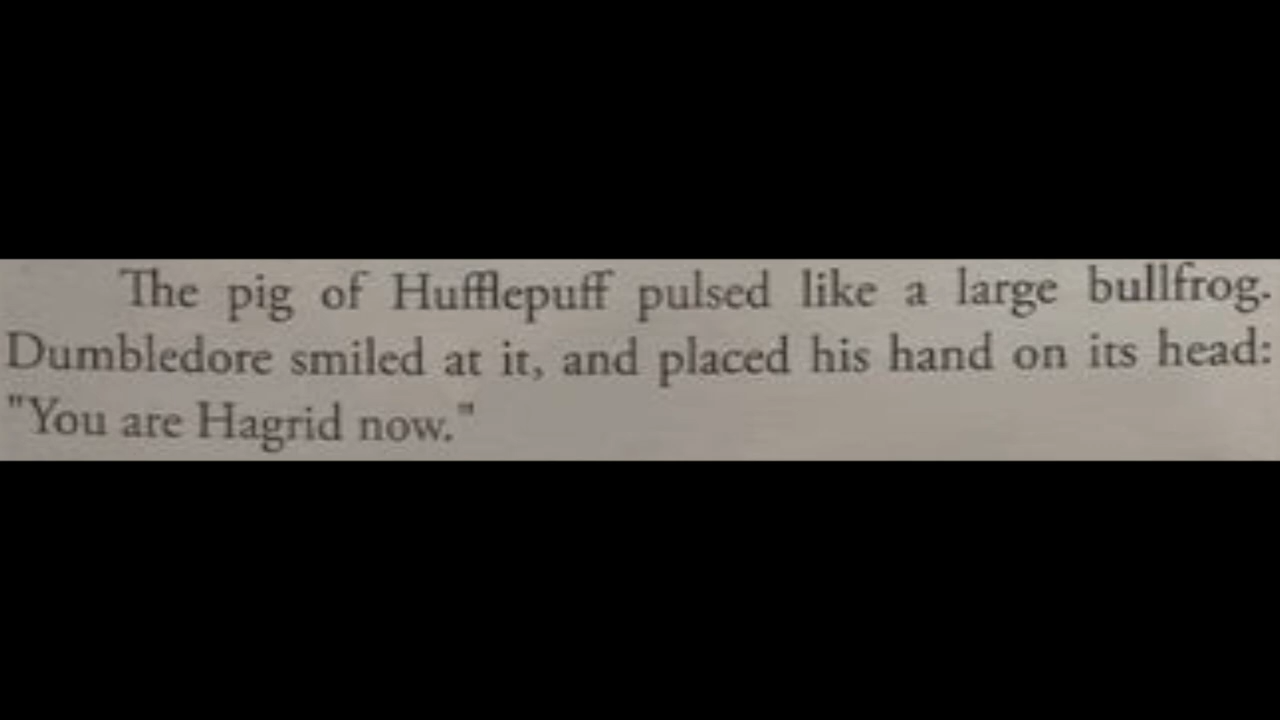 The pig of Hufflepuff pulsed like a large bullfrog.
Dumbledore smiled at it, and placed his hand on its head:
"You are Hagrid now."